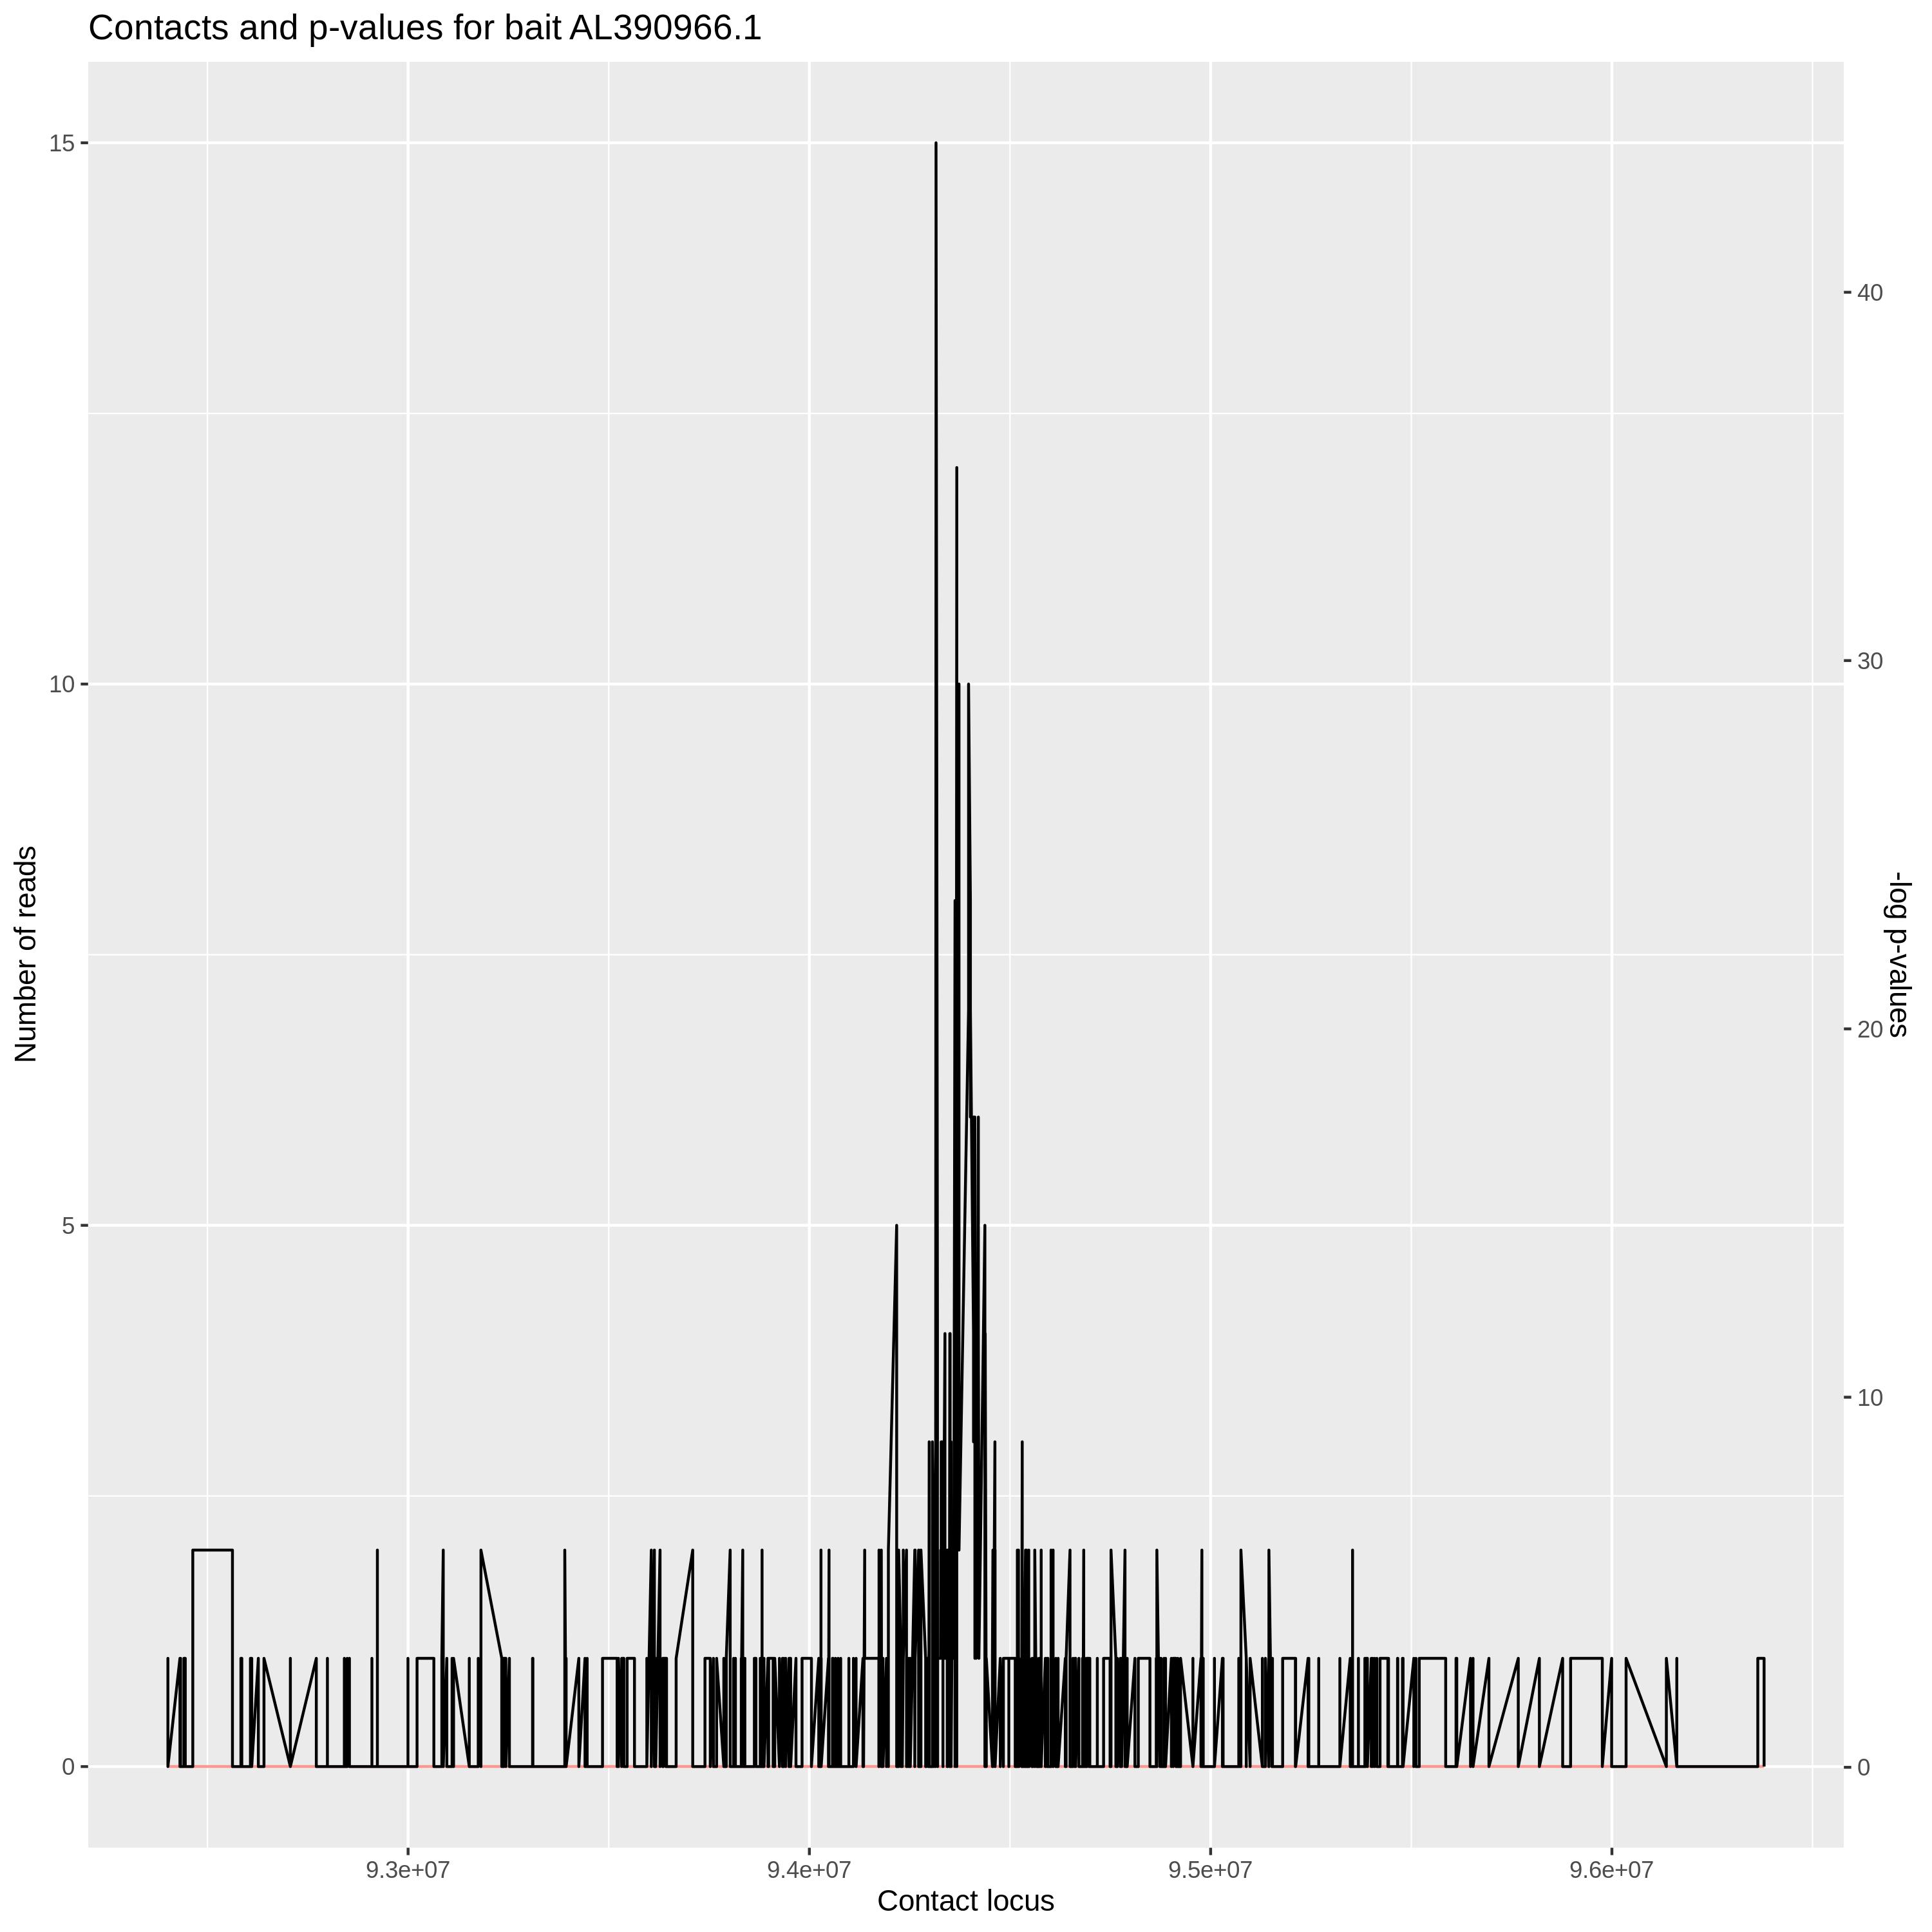 Contacts and p-values for bait AL390966.1
15
10
5
0
Number of reads
40
30
20
10
0
-log p-values
9.3e+07
9.4e+07
9.5e+07
9.6e+07
Contact locus